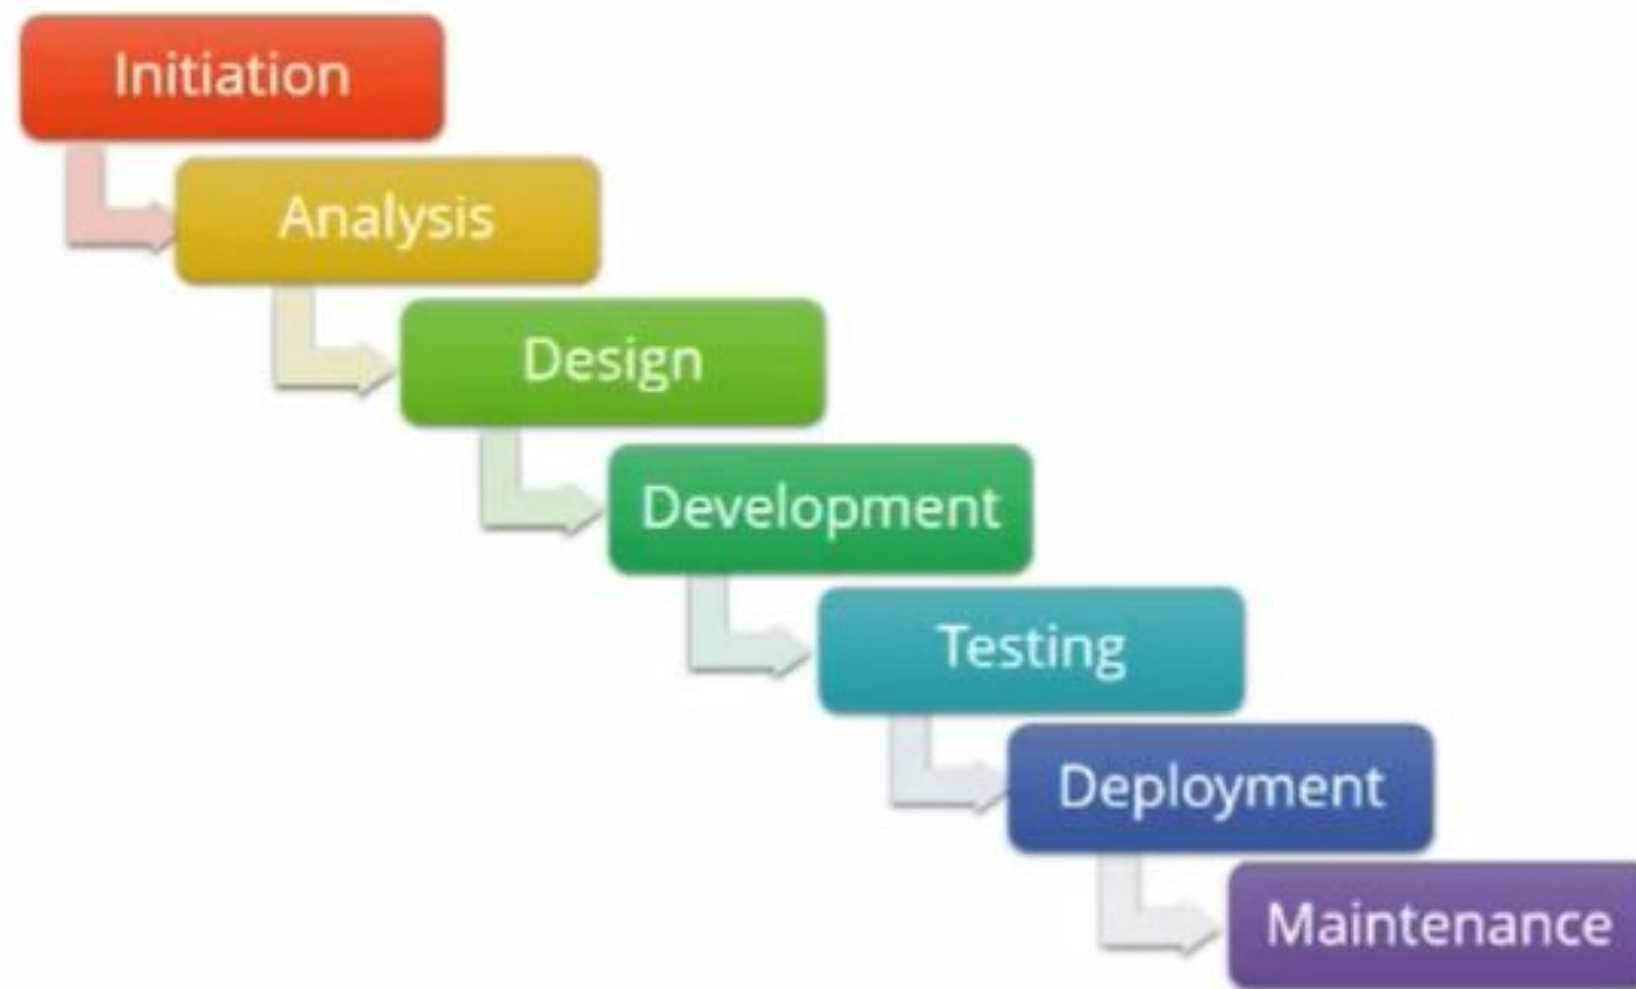 Initiation
Analysis
Design
Development
Testing
Deployment
Maintenance